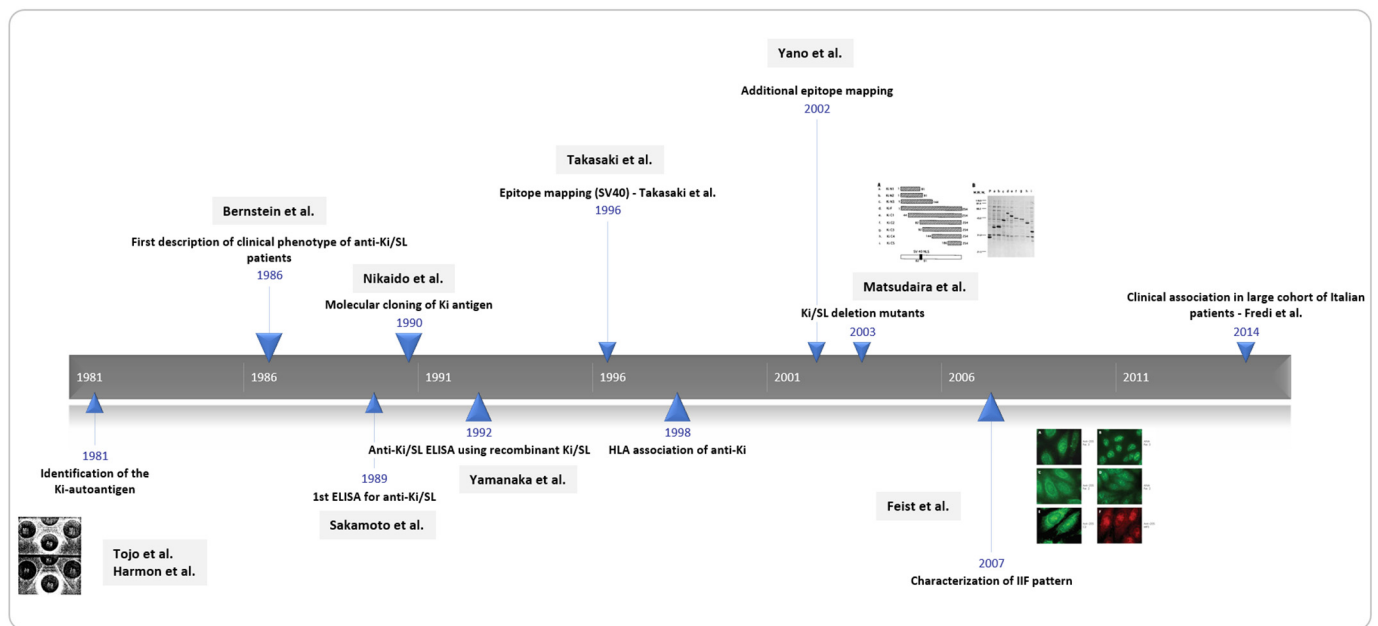 Yano et al.
Additional epitope mapping
2002
Takasaki et al.
Epitope mapping (SV40) - Takasaki et al.
1996
Bernstein et al.
First description of clinical phenotype of anti-Ki/SL
patients
1986
Nikaido et al.
Molecular cloning of Ki antigen
1990
A
B
Matsudaira et al.
Ki/SL deletion mutants
2003
Clinical association in large cohort of Italian
patients - Fredi et al.
2014
1981
1986
1991
1996
2001
2006
2011
1981
Identification of the
Ki-autoantigen
Tojo et al.
Harmon et al.
1989
1st ELISA for anti-Ki/SL
Sakamoto et al.
1992
Anti-Ki/SL ELISA using recombinant Ki/SL
Yamanaka et al.
1998
HLA association of anti-Ki
Feist et al.
2007
Characterization of IIF pattern